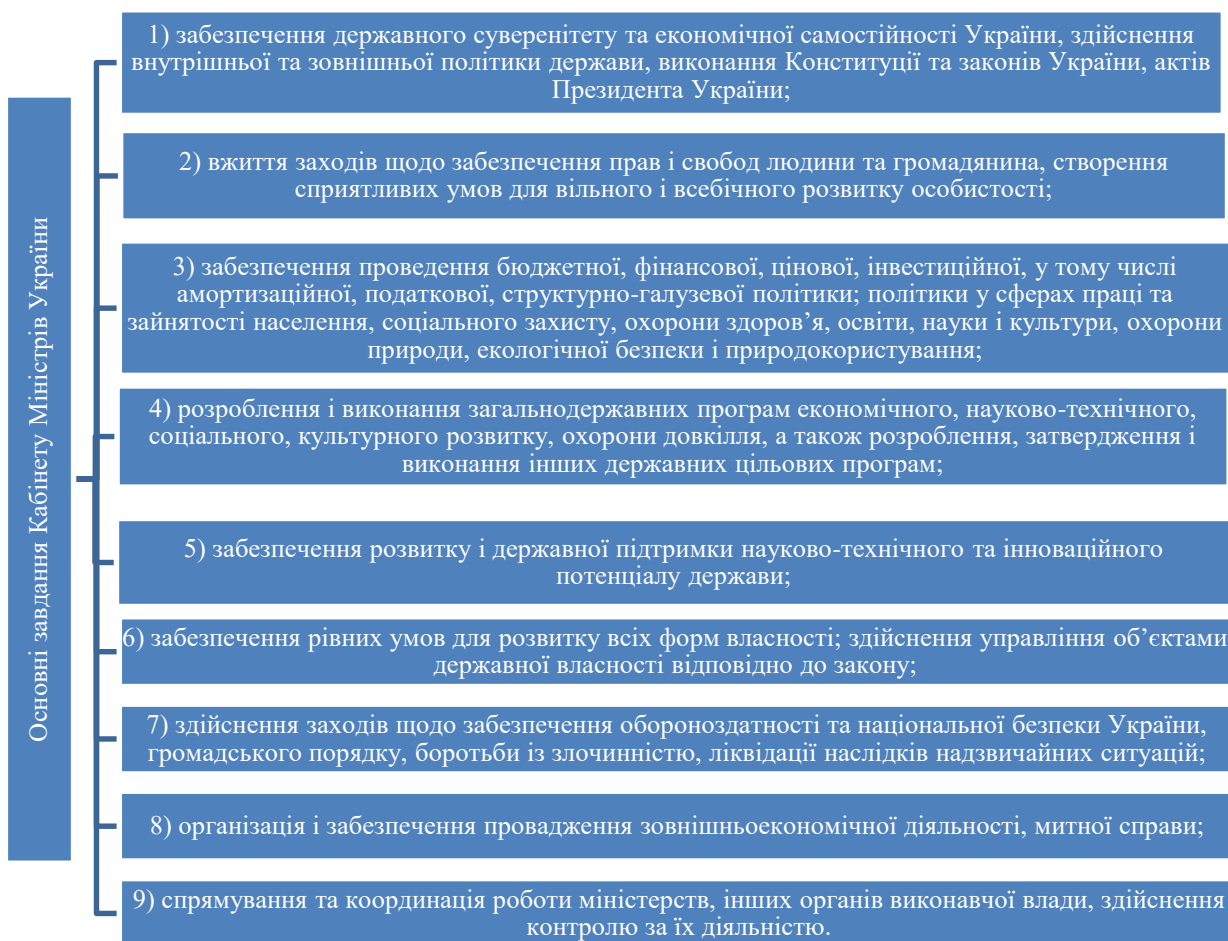 Основні завдання Кабінету Міністрів України
1) забезпечення державного суверенітету та економічної самостійності України, здійснення
внутрішньої та зовнішньої політики держави, виконання Конституції та законів України, актів
Президента України;
2) вжиття заходів щодо забезпечення прав і свобод людини та громадянина, створення
сприятливих умов для вільного і всебічного розвитку особистості;
3) забезпечення проведення бюджетної, фінансової, цінової, інвестиційної, у тому числі
амортизаційної, податкової, структурно-галузевої політики; політики у сферах праці та
зайнятості населення, соціального захисту, охорони здоров’я, освіти, науки і культури, охорони
природи, екологічної безпеки і природокористування;
4) розроблення і виконання загальнодержавних програм економічного, науково-технічного,
соціального, культурного розвитку, охорони довкілля, а також розроблення, затвердження і
виконання інших державних цільових програм;
5) забезпечення розвитку і державної підтримки науково-технічного та інноваційного
потенціалу держави;
6) забезпечення рівних умов для розвитку всіх форм власності; здійснення управління об’єктами
державної власності відповідно до закону;
7) здійснення заходів щодо забезпечення обороноздатності та національної безпеки України,
громадського порядку, боротьби із злочинністю, ліквідації наслідків надзвичайних ситуацій;
8) організація і забезпечення провадження зовнішньоекономічної діяльності, митної справи;
9) спрямування та координація роботи міністерств, інших органів виконавчої влади, здійснення
контролю за їх діяльністю.